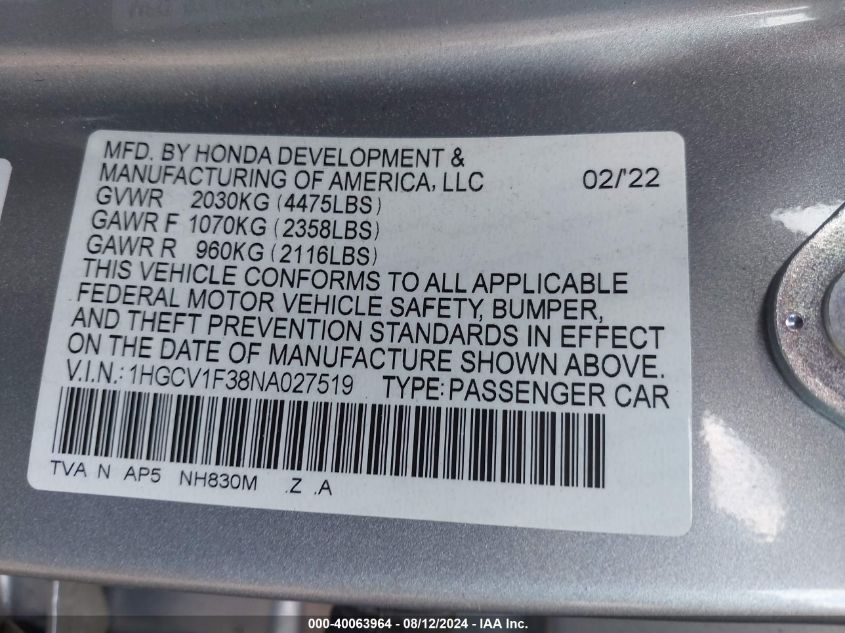 MFD. BY HONDA DEVELOPMENT &
MANUFACTURING OF AMERICA, LLC 02/'22
GVWR 2030KG (4475LBS)
GAWR F 1070KG (2358LBS)
GAWR R 960KG (2116LBS)
THIS VEHICLE CONFORMS TO ALL APPLICABLE
FEDERAL MOTOR VEHICLE SAFETY, BUMPER,
AND THEFT PREVENTION STANDARDS IN EFFECT
ON THE DATE OF MANUFACTURE SHOWN ABOVE.
V.I.N.: 1HGCV1F38NA027519 TYPE: PASSENGER CAR
TVA N AP5 NH830M .Z .A
000-40063964 - 08/12/2024 - IAA Inc.